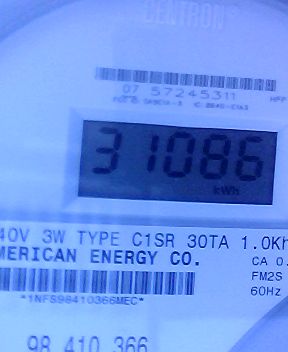 CENTRON
07 57245311
31086
kWh
40V 3W TYPE C1SR 30TA 1.0Kh
MERICAN ENERGY CO.
CA 0.
FM2S
60Hz
*1NFS98410366MEC*
98 410 366